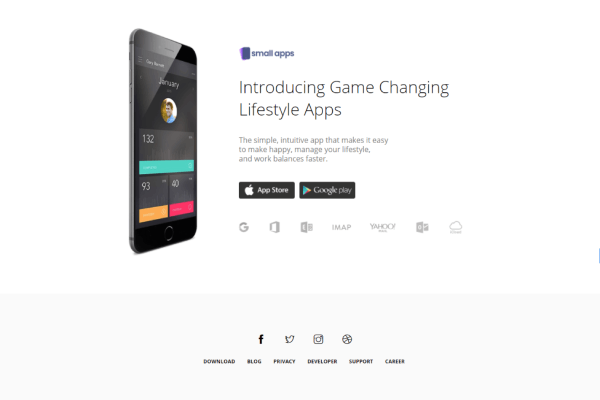 January
132
93
40
small apps
Introducing Game Changing
Lifestyle Apps
The simple, intuitive app that makes it easy
to make happy, manage your lifestyle,
and work balances faster.
App Store
Google play
IMAP
YAHOO!
DOWNLOAD BLOG PRIVACY DEVELOPER SUPPORT CAREER